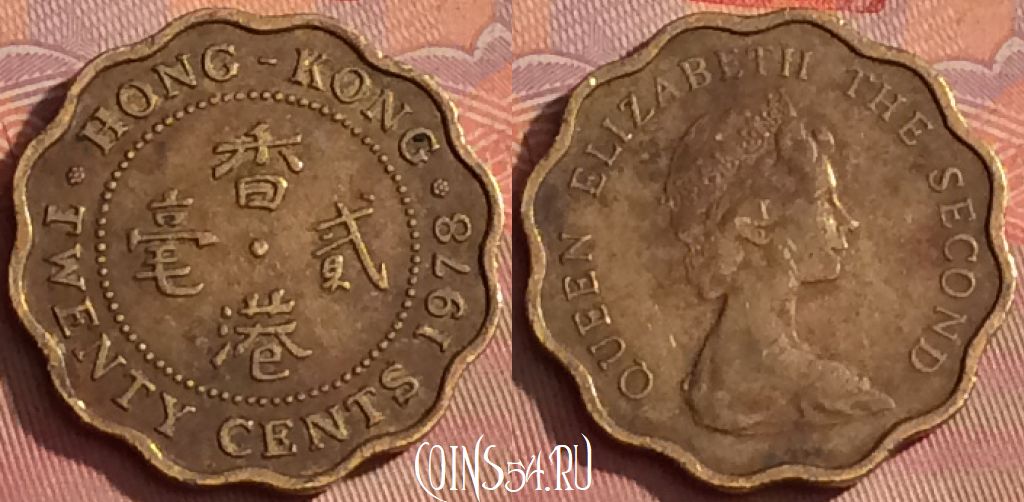 HONG-KONG
香港
貳毫
TWENTY CENTS 1978
QUEEN ELIZABETH THE SECOND
COINS54.RU